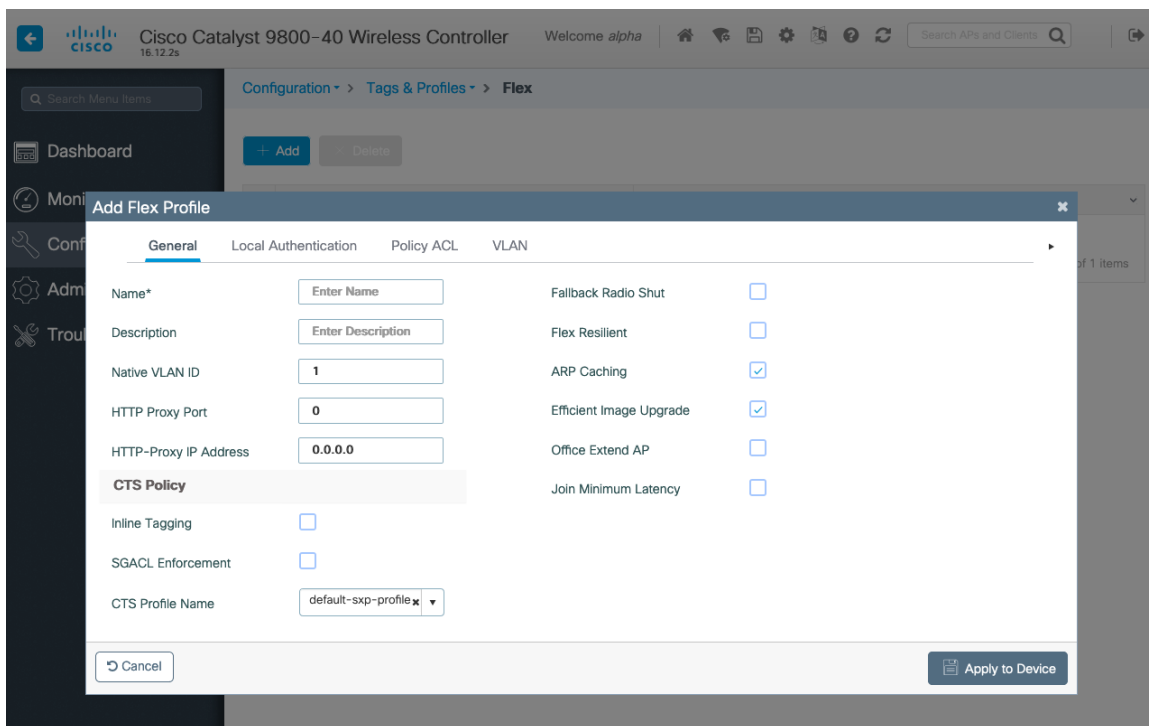 CISCO
Cisco Catalyst 9800-40 Wireless Controller
16.12.2s
Welcome alpha
Search APs and Clients
Search Menu Items
Configuration > Tags & Profiles > Flex
Dashboard
+ Add
× Delete
Moni
Conf
Adm
Troul
of 1 items
Add Flex Profile
General Local Authentication Policy ACL VLAN
Name* Enter Name
Description Enter Description
Native VLAN ID 1
HTTP Proxy Port 0
HTTP-Proxy IP Address 0.0.0.0
CTS Policy
Inline Tagging
SGACL Enforcement
CTS Profile Name default-sxp-profile
Fallback Radio Shut
Flex Resilient
ARP Caching
Efficient Image Upgrade
Office Extend AP
Join Minimum Latency
Cancel
Apply to Device